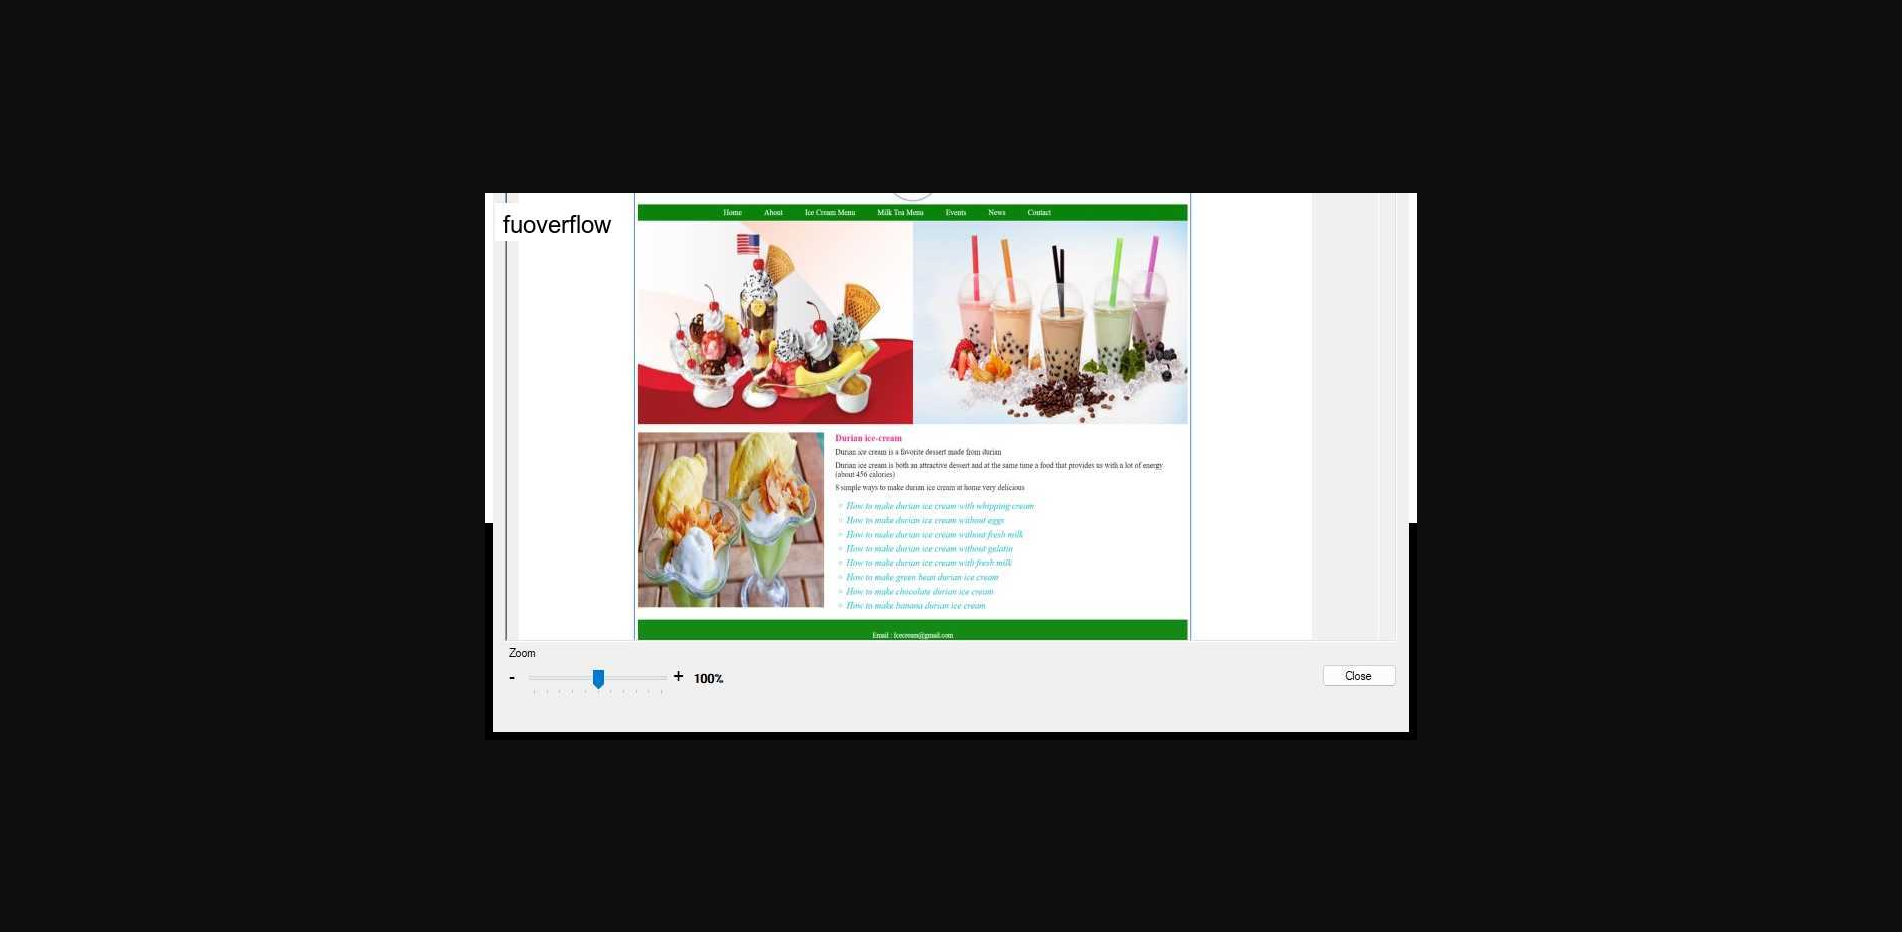 fuoverflow
Home About Ice Cream Menu Milk Tea Menu Events News Contact
Durian ice-cream
Durian ice cream is a favorite dessert made from durian
Durian ice cream is both an attractive dessert and at the same time a food that provides us with a lot of energy
(about 456 calories)
8 simple ways to make durian ice cream at home very delicious
How to make durian ice cream with whipping cream
How to make durian ice cream without eggs
How to make durian ice cream without fresh milk
How to make durian ice cream without gelatin
How to make durian ice cream with fresh milk
How to make green bean durian ice cream
How to make chocolate durian ice cream
How to make banana durian ice cream
Email :
Zoom
- + 100%
Close